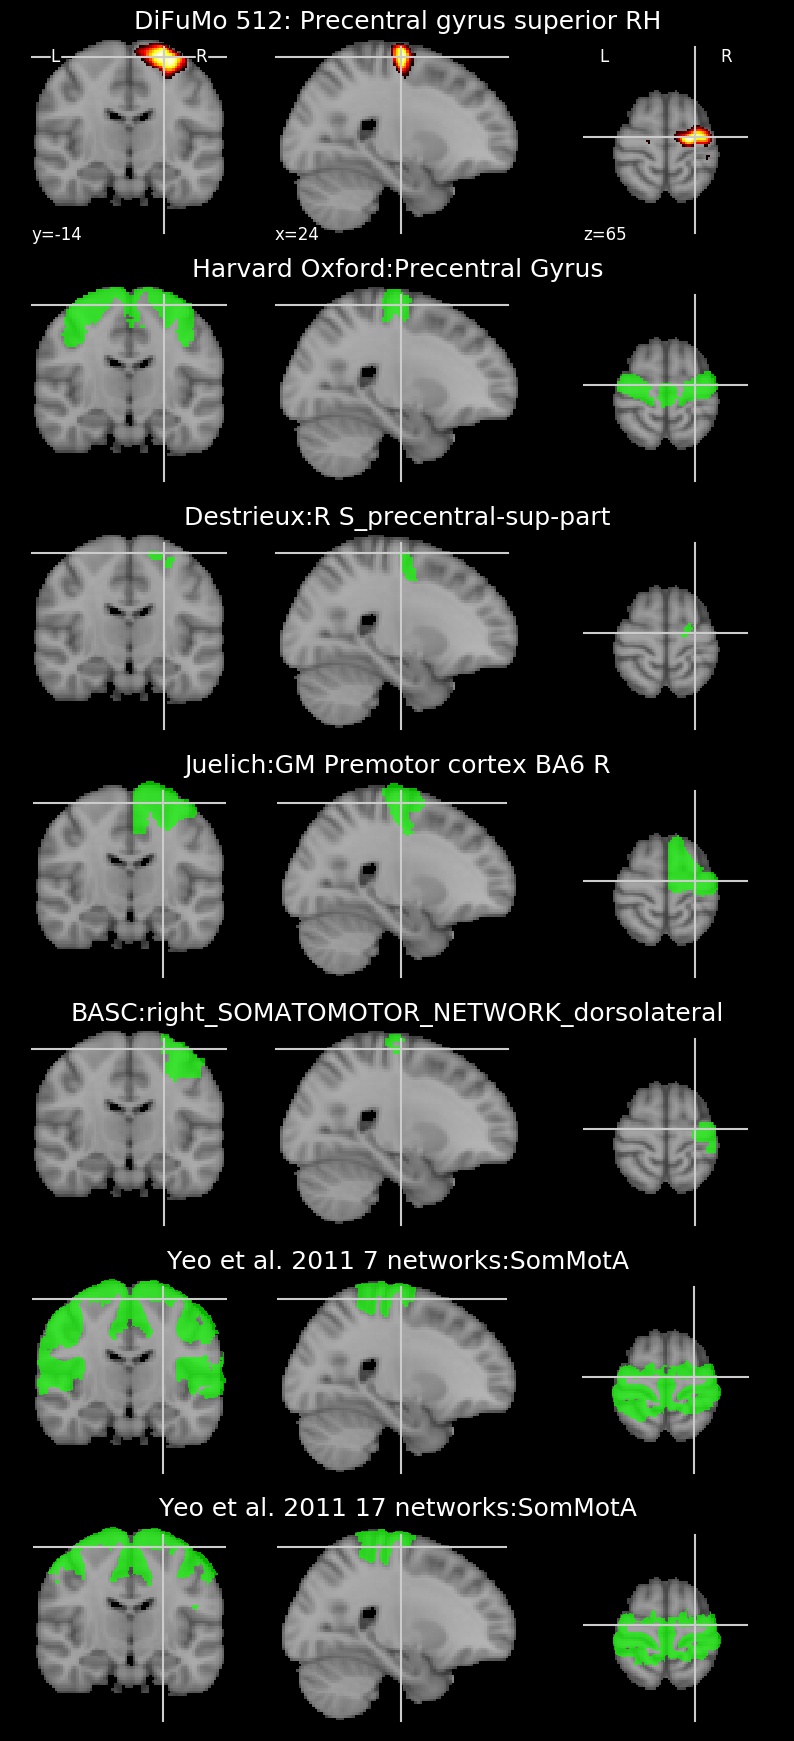 DiFuMo 512: Precentral gyrus superior RH
L R L R
y=-14 x=24 z=65
Harvard Oxford:Precentral Gyrus
Destrieux:R S_precentral-sup-part
Juelich:GM Premotor cortex BA6 R
BASC:right_SOMATOMOTOR_NETWORK_dorsolateral
Yeo et al. 2011 7 networks:SomMotA
Yeo et al. 2011 17 networks:SomMotA